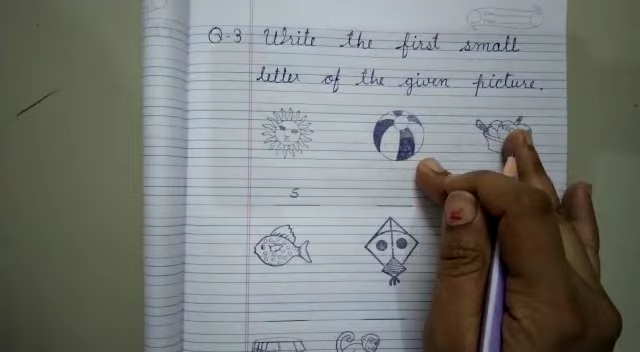 Q-3 Write the first small
letter of the given picture.
s